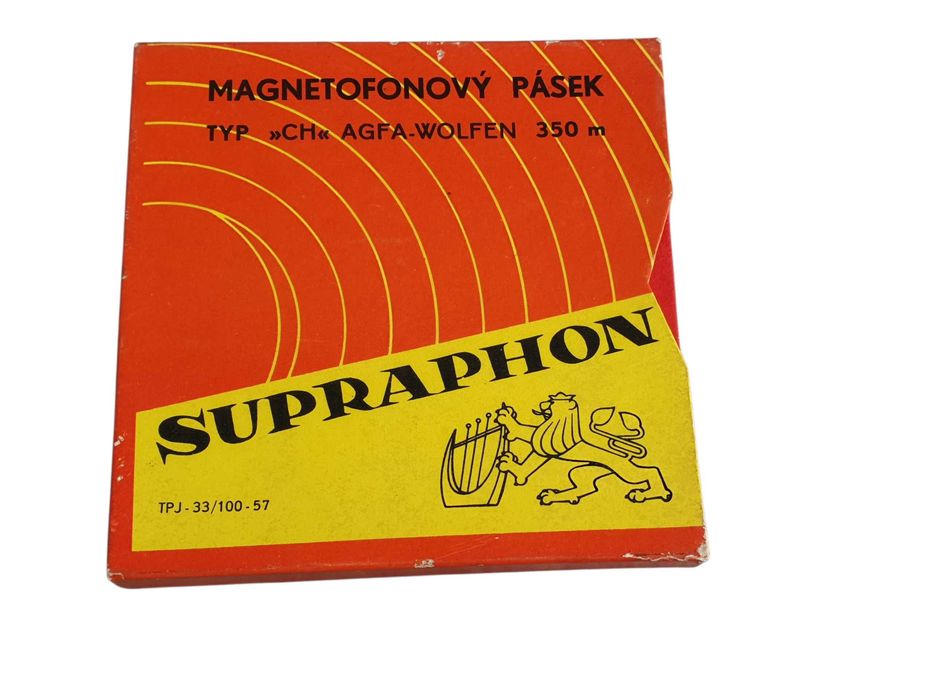 MAGNETOFONOVÝ PÁSEK
TYP »CH« AGFA-WOLFEN 350 m
SUPRAPHON
TPJ - 33/100 - 57